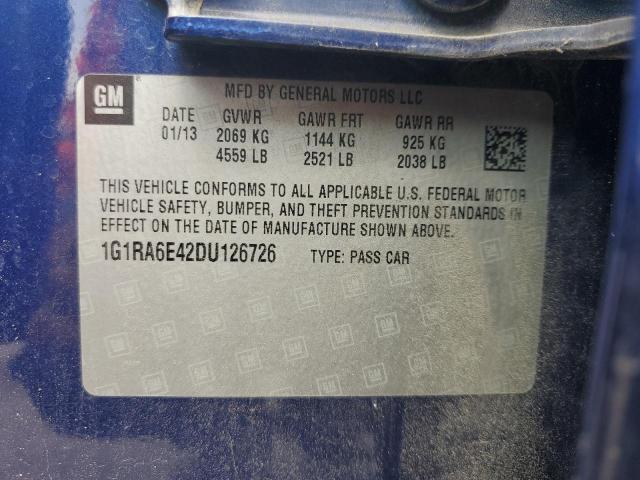 GM
MFD BY GENERAL MOTORS LLC
DATE GVWR GAWR FRT GAWR RR
01/13 2069 KG 1144 KG 925 KG
4559 LB 2521 LB 2038 LB
THIS VEHICLE CONFORMS TO ALL APPLICABLE U.S. FEDERAL MOTOR
VEHICLE SAFETY, BUMPER, AND THEFT PREVENTION STANDARDS IN
EFFECT ON THE DATE OF MANUFACTURE SHOWN ABOVE.
1G1RA6E42DU126726 TYPE: PASS CAR